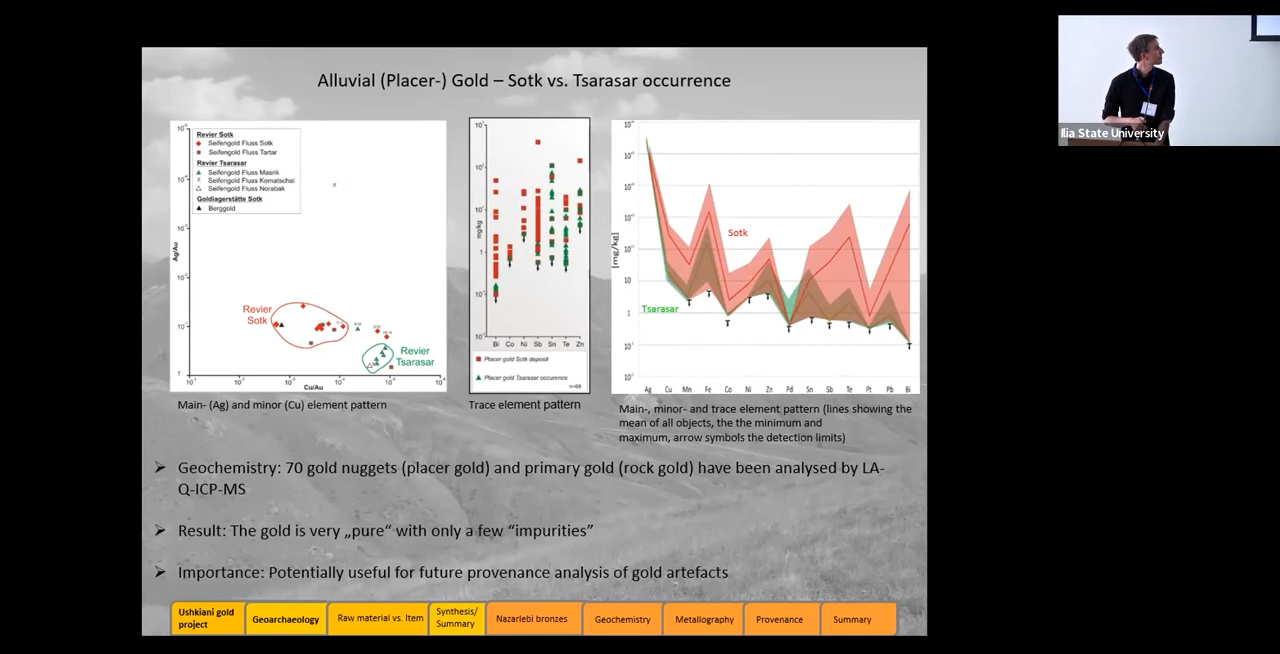 Alluvial (Placer-) Gold – Sotk vs. Tsarasar occurrence
Revier Sotk
Seifengold Fluss Sotk
Seifengold Fluss Tartar
Revier Tsarasar
Seifengold Fluss Masrik
Seifengold Fluss Kematschai
Seifengold Fluss Norabak
Goldlagerstätte Sotk
Berggold
Ag/Au
Revier
Sotk
Revier
Tsarasar
Cu/Au
mg/kg
Bi Co Ni Sb Sn Te Zn
Placer gold Sotk deposit
Placer gold Tsarasar occurence
n=68
[mg/kg]
Sotk
Tsarasar
10
1
Ag Cu Mn Fe Co Ni Zn Pd Sn Sb Te Pt Pb Bi
Main- (Ag) and minor (Cu) element pattern
Trace element pattern
Main-, minor- and trace element pattern (lines showing the
mean of all objects, the the minimum and
maximum, arrow symbols the detection limits)
➢ Geochemistry: 70 gold nuggets (placer gold) and primary gold (rock gold) have been analysed by LA-
Q-ICP-MS
➢ Result: The gold is very „pure“ with only a few “impurities”
➢ Importance: Potentially useful for future provenance analysis of gold artefacts
Ushkiani gold
project
Geoarchaeology
Raw material vs. Item
Synthesis/
Summary
Nazarlebi bronzes
Geochemistry
Metallography
Provenance
Summary
Ilia State University